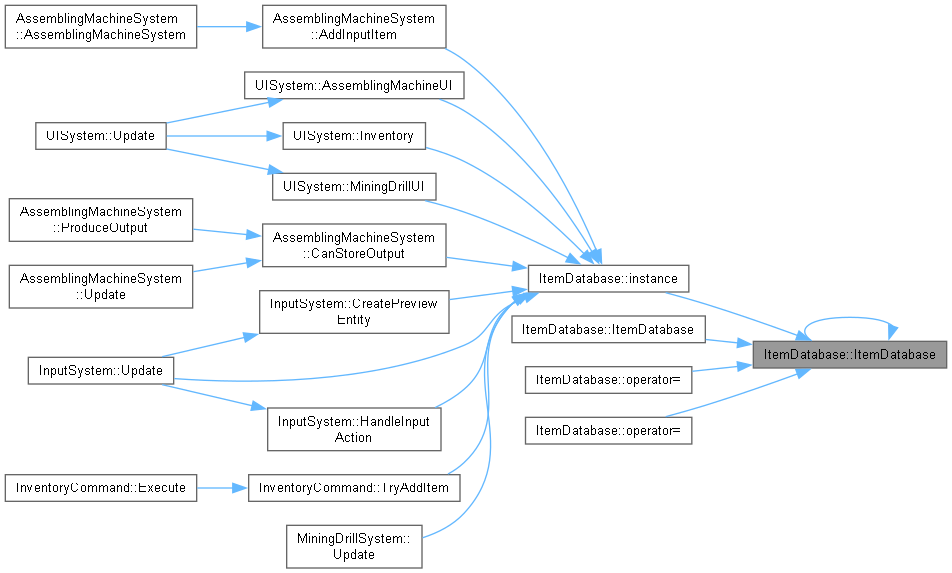 AssemblingMachineSystem
::AssemblingMachineSystem
AssemblingMachineSystem
::AddInputItem
UISystem::AssemblingMachineUI
UISystem::Update
UISystem::Inventory
UISystem::MiningDrillUI
AssemblingMachineSystem
::ProduceOutput
AssemblingMachineSystem
::CanStoreOutput
AssemblingMachineSystem
::Update
ItemDatabase::instance
InputSystem::CreatePreview
Entity
ItemDatabase::ItemDatabase
ItemDatabase::ItemDatabase
InputSystem::Update
ItemDatabase::operator=
InputSystem::HandleInput
Action
ItemDatabase::operator=
InventoryCommand::Execute
InventoryCommand::TryAddItem
MiningDrillSystem::
Update